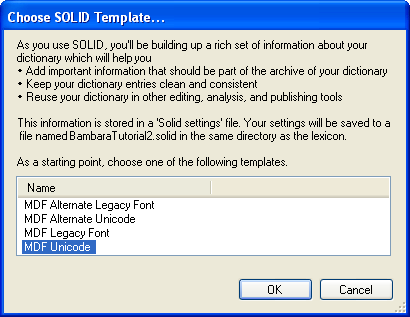 Choose SOLID Template...
As you use SOLID, you'll be building up a rich set of information about your
dictionary which will help you
• Add important information that should be part of the archive of your dictionary
• Keep your dictionary entries clean and consistent
• Reuse your dictionary in other editing, analysis, and publishing tools
This information is stored in a 'Solid settings' file. Your settings will be saved to a
file named BambaraTutorial2.solid in the same directory as the lexicon.
As a starting point, choose one of the following templates.
Name
MDF Alternate Legacy Font
MDF Alternate Unicode
MDF Legacy Font
MDF Unicode
OK Cancel